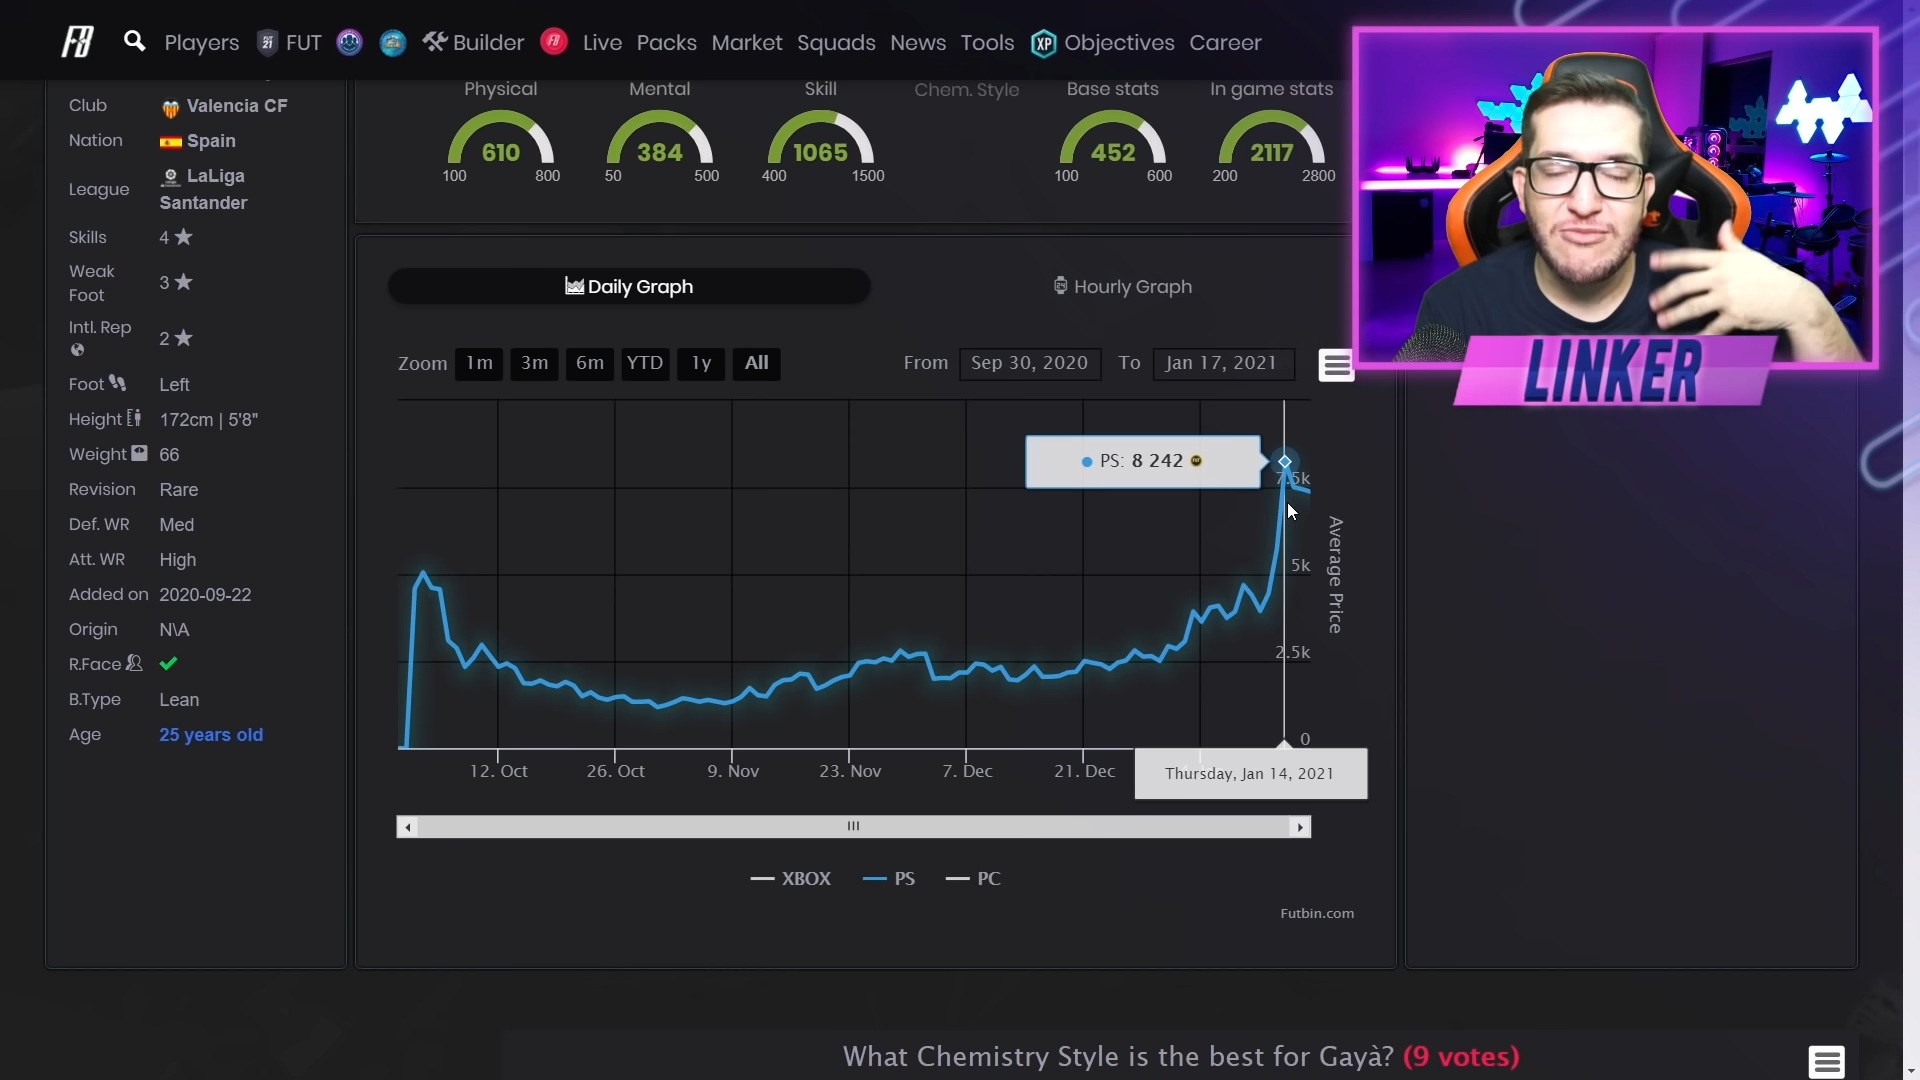 Players FUT Builder Live Packs Market Squads News Tools XP Objectives Career
Club Valencia CF
Nation Spain
League LaLiga
Santander
Skills 4
Weak
Foot 3
Intl. Rep 2
Foot Left
Height 172cm | 5'8"
Weight 66
Revision Rare
Def. WR Med
Att. WR High
Added on 2020-09-22
Origin N\A
R.Face
B.Type Lean
Age 25 years old
Physical Mental Skill Chem. Style Base stats In game stats
610 384 1065 452 2117
100 800 50 500 400 1500 100 600 200 2800
Daily Graph Hourly Graph
Zoom 1m 3m 6m YTD 1y All From Sep 30, 2020 To Jan 17, 2021
PS: 8 242
7.5k
5k
2.5k
0
Average Price
12. Oct 26. Oct 9. Nov 23. Nov 7. Dec 21. Dec
Thursday, Jan 14, 2021
XBOX PS PC
Futbin.com
What Chemistry Style is the best for Gayà? (9 votes)
LINKER